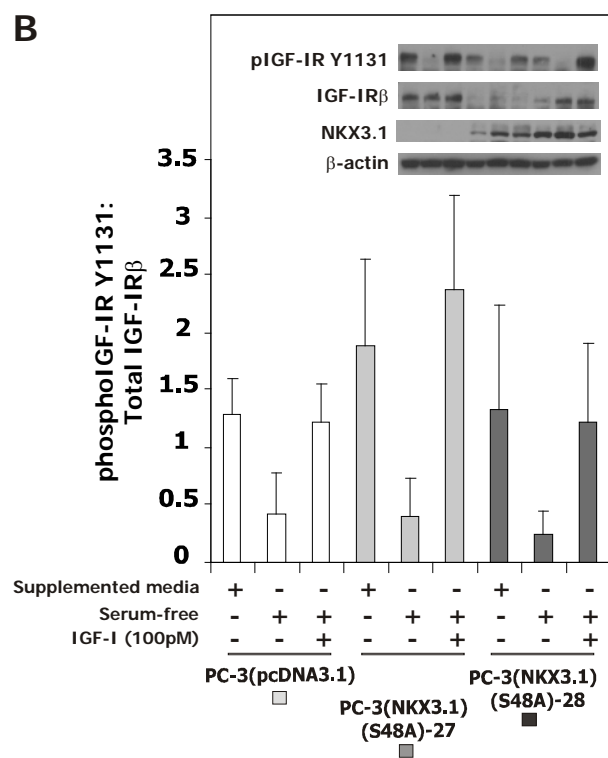 B
pIGF-IR Y1131
IGF-IRβ
NKX3.1
β-actin
phosphoIGF-IR Y1131:
Total IGF-IRβ
3.5
3
2.5
2
1.5
1
0.5
0
Supplemented media + - - + - - + - -
Serum-free - + + - + + - + +
IGF-I (100pM) - - + - - + - - +
PC-3(pcDNA3.1)
PC-3(NKX3.1)
(S48A)-27
PC-3(NKX3.1)
(S48A)-28